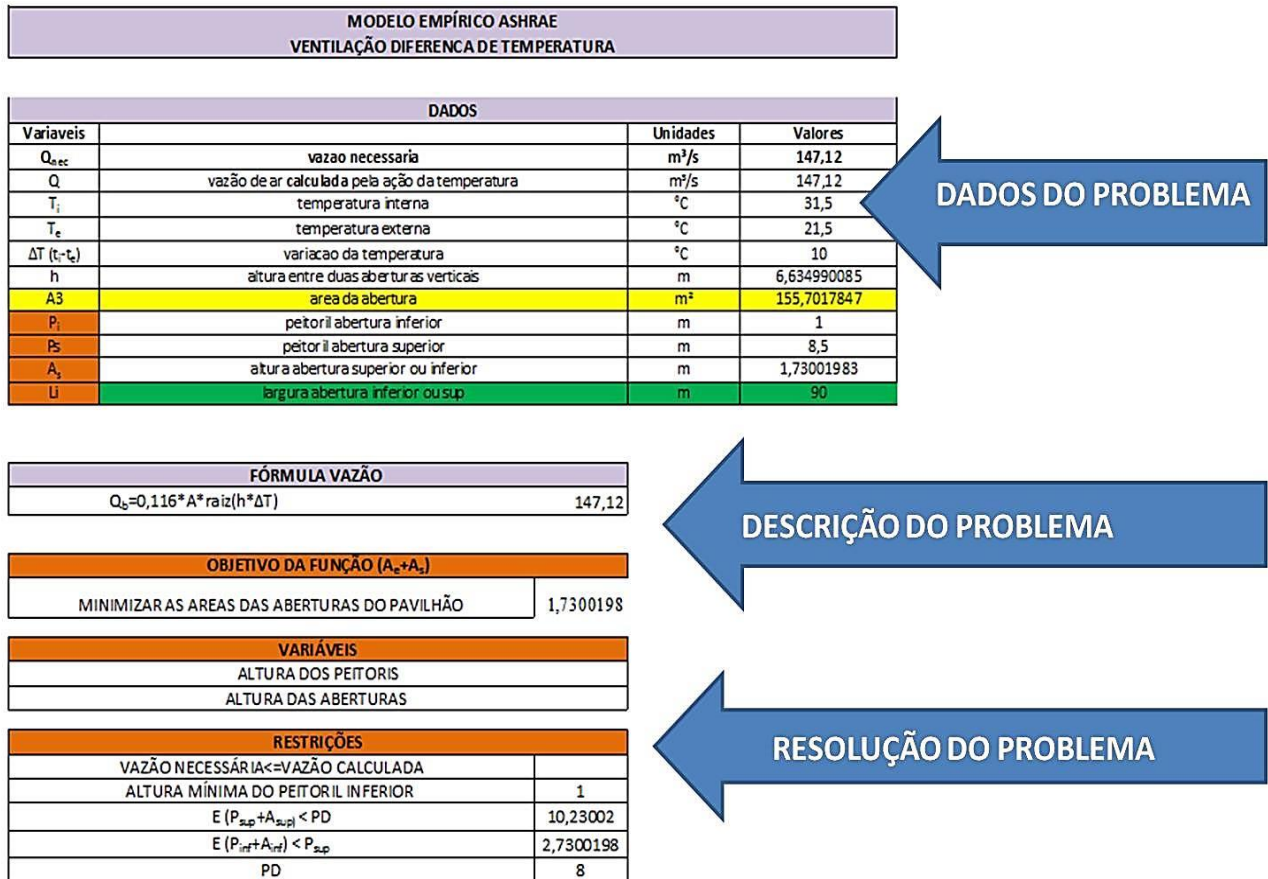 MODELO EMPÍRICO ASHRAE
VENTILAÇÃO DIFERENCA DE TEMPERATURA
DADOS
Variaveis Unidades Valores
Qnec vazao necessaria m³/s 147,12
Q vazão de ar calculada pela ação da temperatura m³/s 147,12
Ti temperatura interna °C 31,5
Te temperatura externa °C 21,5
ΔT (ti-te) variacao da temperatura °C 10
h altura entre duas aberturas verticais m 6,634990085
A3 area da abertura m² 155,7017847
Pi peitoril abertura inferior m 1
Ps peitoril abertura superior m 8,5
As altura abertura superior ou inferior m 1,73001983
Li largura abertura inferior ou sup m 90
DADOS DO PROBLEMA
FÓRMULA VAZÃO
Qb=0,116*A*raiz(h*ΔT) 147,12
DESCRIÇÃO DO PROBLEMA
OBJETIVO DA FUNÇÃO (Ae+As)
MINIMIZAR AS AREAS DAS ABERTURAS DO PAVILHÃO 1,7300198
VARIÁVEIS
ALTURA DOS PEITORIS
ALTURA DAS ABERTURAS
RESTRIÇÕES
VAZÃO NECESSÁRIA<=VAZÃO CALCULADA
ALTURA MÍNIMA DO PEITORIL INFERIOR 1
E (Psup+Asup) < PD 10,23002
E (Pinf+Ainf) < Psup 2,7300198
PD 8
RESOLUÇÃO DO PROBLEMA